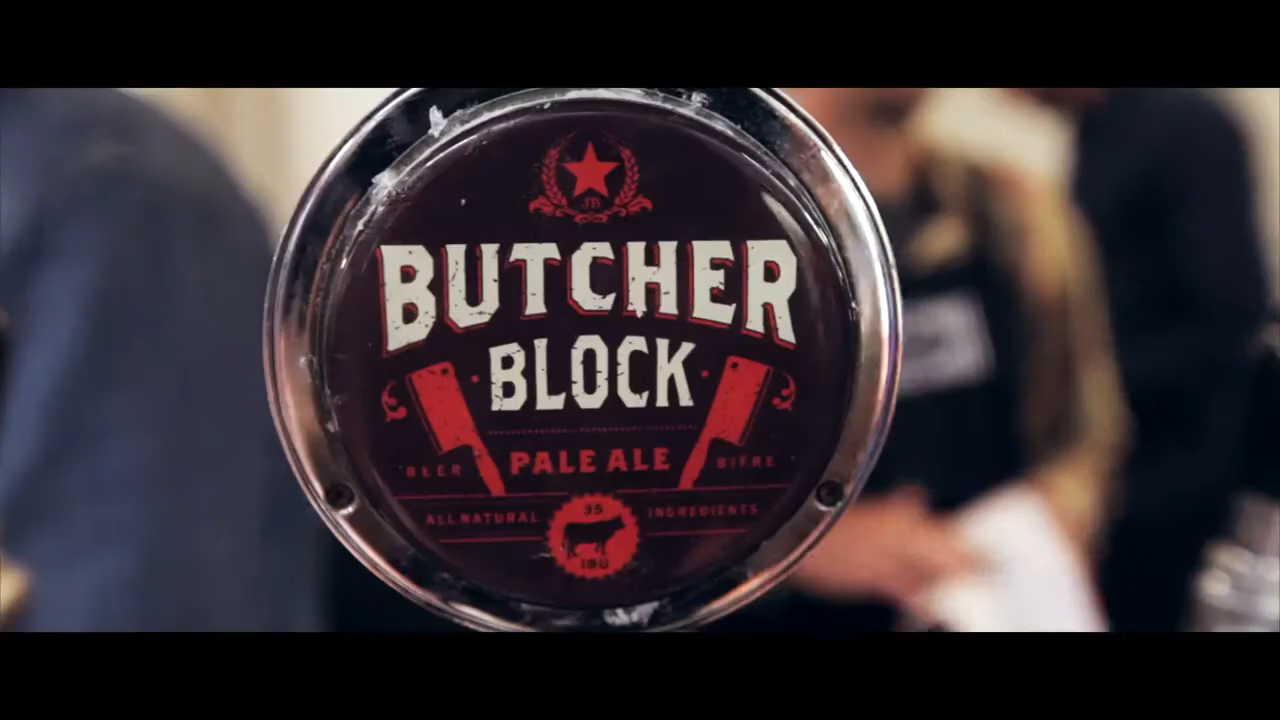 BUTCHER
BLOCK
BEER PALE ALE BIÈRE
ALL NATURAL 35 INGREDIENTS
IBU